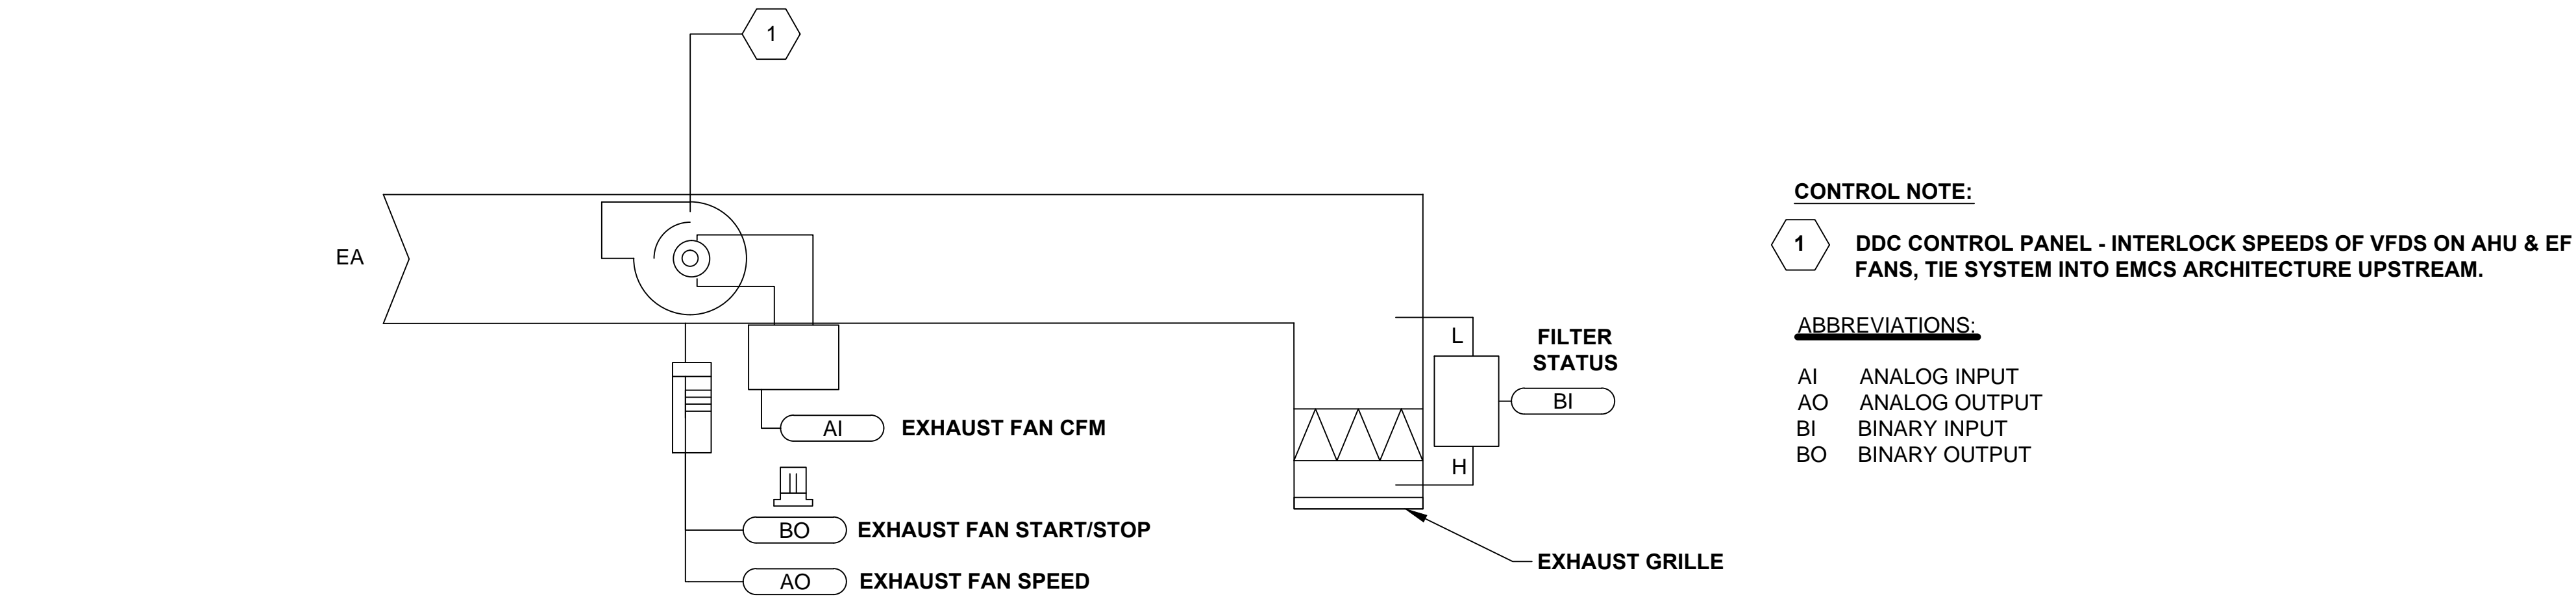 1
EA
L
H
FILTER
STATUS
BI
AI EXHAUST FAN CFM
BO EXHAUST FAN START/STOP
AO EXHAUST FAN SPEED
EXHAUST GRILLE
CONTROL NOTE:
1 DDC CONTROL PANEL - INTERLOCK SPEEDS OF VFDS ON AHU & EF
FANS, TIE SYSTEM INTO EMCS ARCHITECTURE UPSTREAM.
ABBREVIATIONS:
AI ANALOG INPUT
AO ANALOG OUTPUT
BI BINARY INPUT
BO BINARY OUTPUT